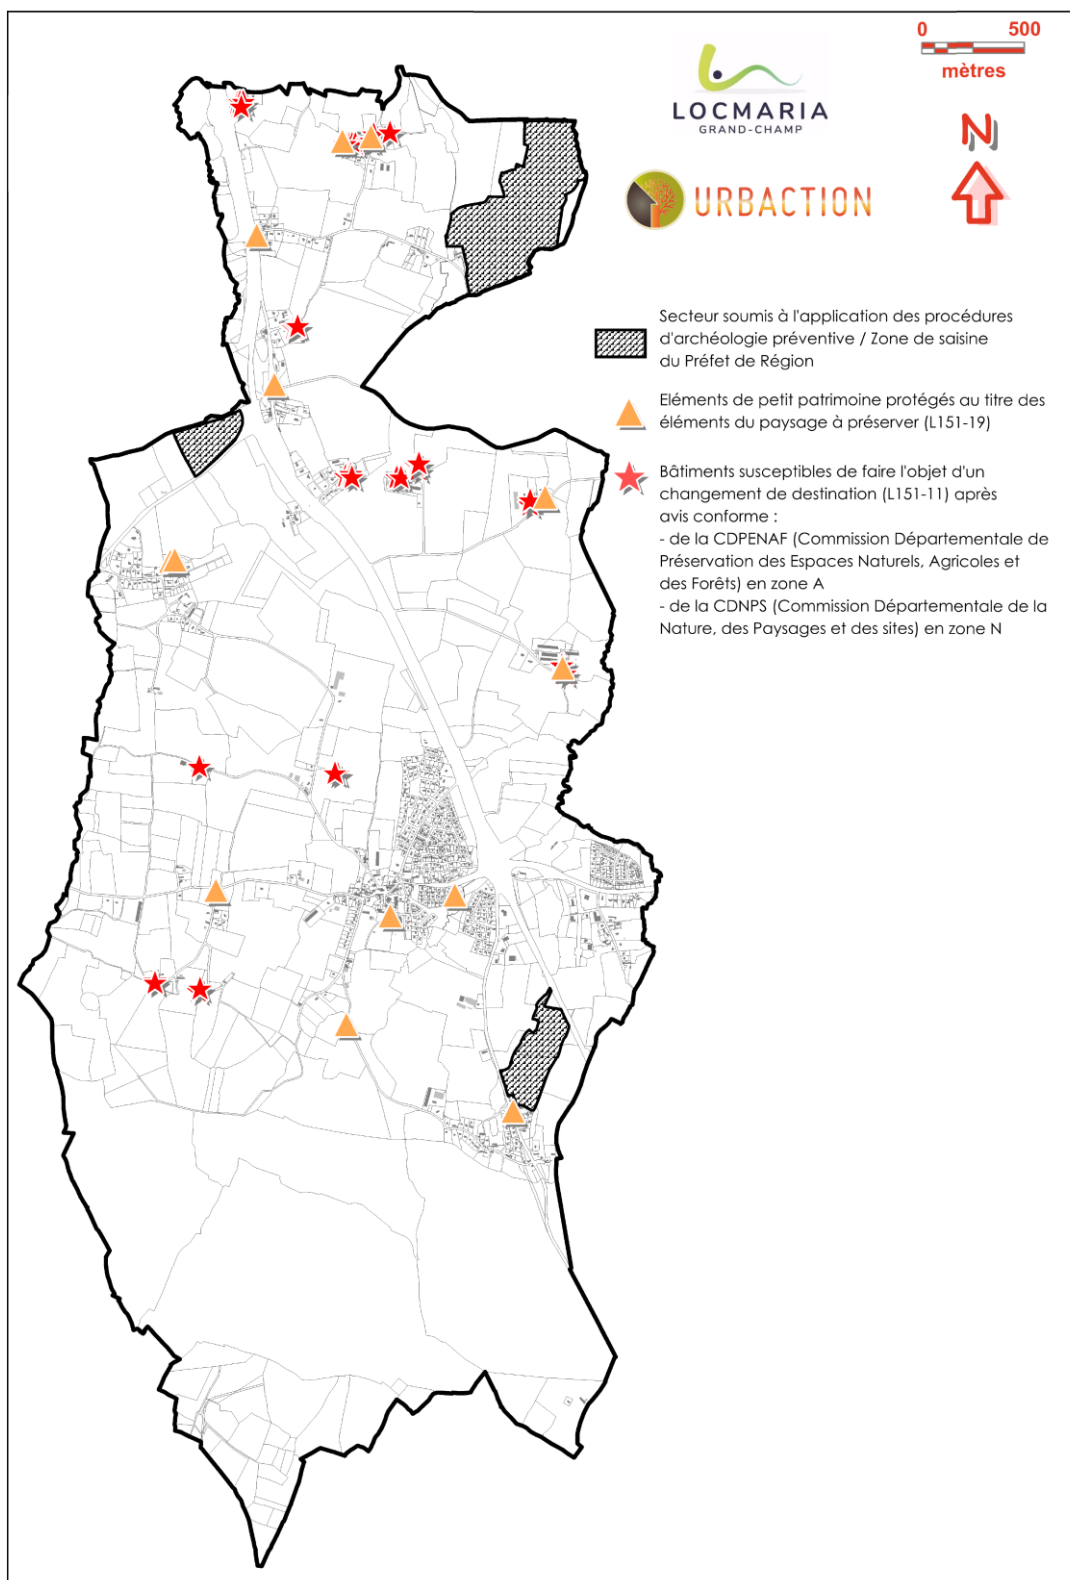 0 500
mètres
LOCMARIA
GRAND-CHAMP
N
URBACTION
Secteur soumis à l'application des procédures
d'archéologie préventive / Zone de saisine
du Préfet de Région
Eléments de petit patrimoine protégés au titre des
éléments du paysage à préserver (L151-19)
Bâtiments susceptibles de faire l'objet d'un
changement de destination (L151-11) après
avis conforme :
- de la CDPENAF (Commission Départementale de
Préservation des Espaces Naturels, Agricoles et
des Forêts) en zone A
- de la CDNPS (Commission Départementale de la
Nature, des Paysages et des sites) en zone N